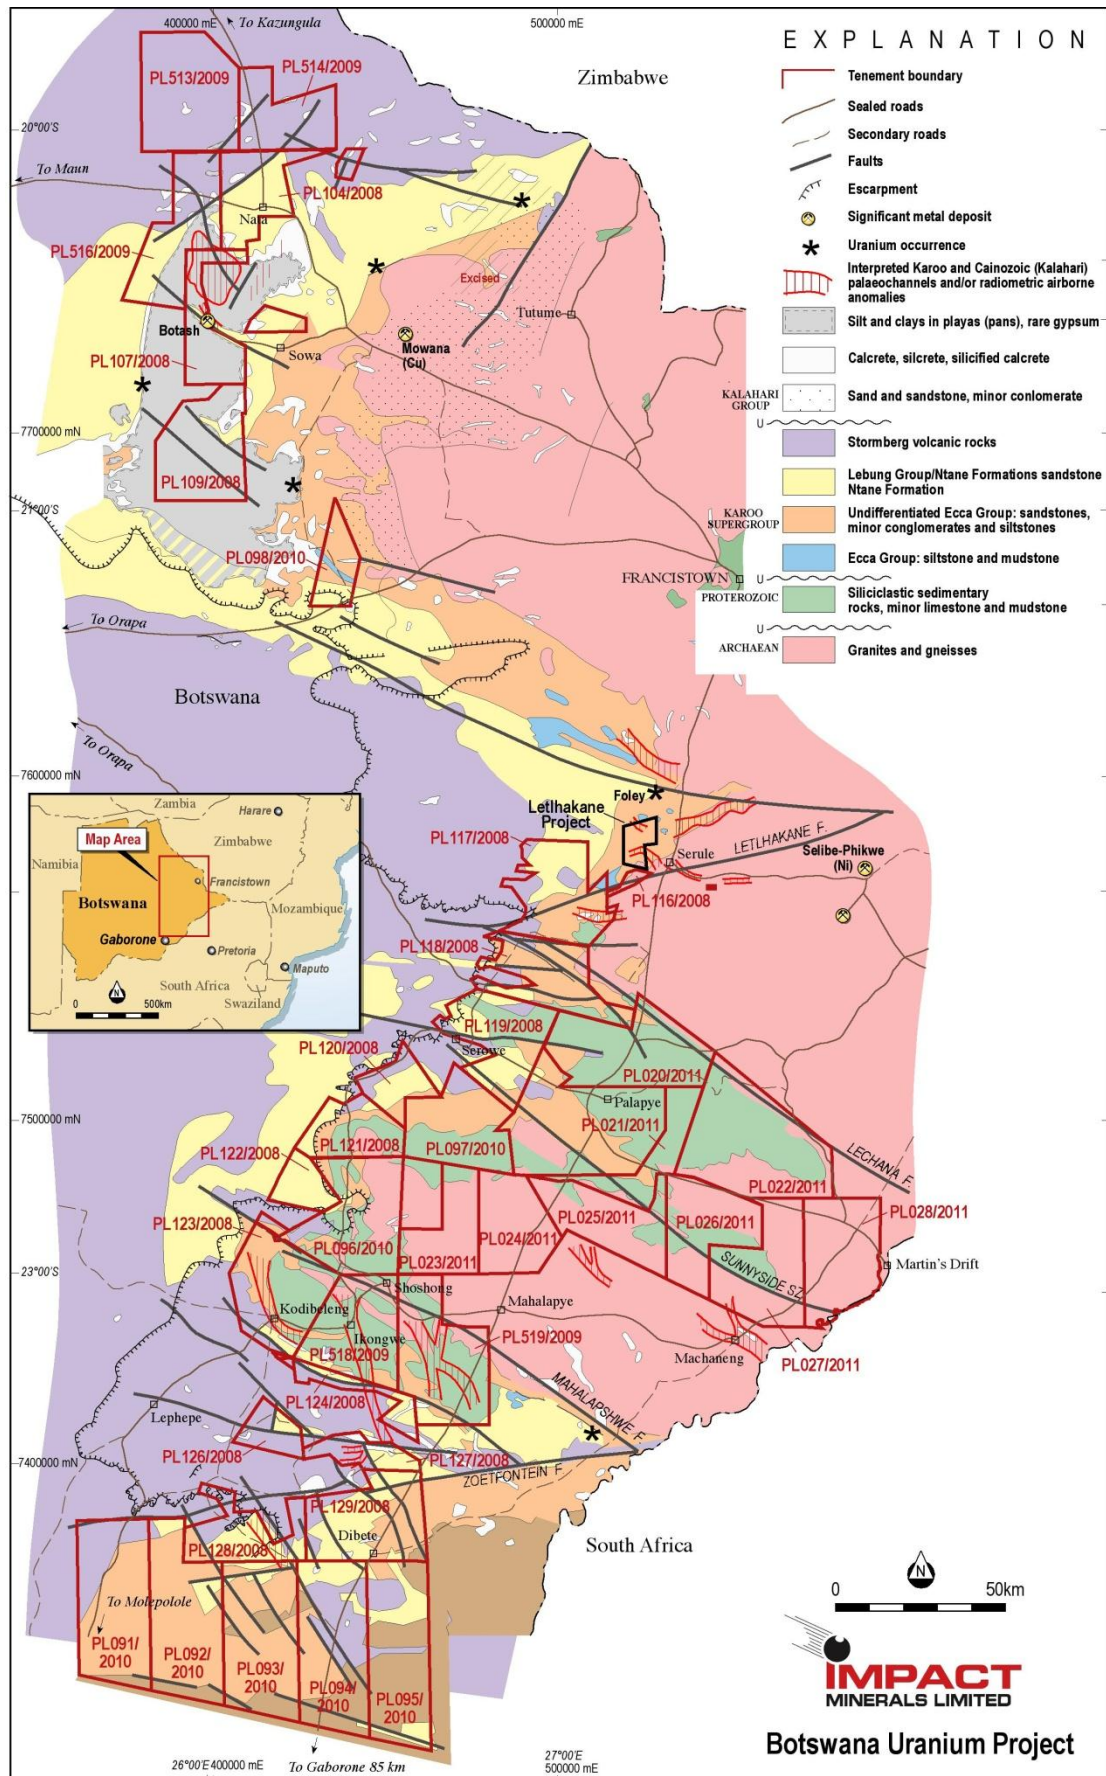 400000 mE
500000 mE
To Kazungula
EXPLANATION
Zimbabwe
Tenement boundary
Sealed roads
Secondary roads
Faults
Escarpment
Significant metal deposit
Uranium occurrence
Interpreted Karoo and Cainozoic (Kalahari)
palaeochannels and/or radiometric airborne
anomalies
Silt and clays in playas (pans), rare gypsum
Calcrete, silcrete, silicified calcrete
KALAHARI
GROUP
Sand and sandstone, minor conlomerate
U
Stormberg volcanic rocks
Lebung Group/Ntane Formations sandstone
Ntane Formation
KAROO
SUPERGROUP
Undifferentiated Ecca Group: sandstones,
minor conglomerates and siltstones
Ecca Group: siltstone and mudstone
U
PROTEROZOIC
Siliciclastic sedimentary
rocks, minor limestone and mudstone
U
ARCHAEAN
Granites and gneisses
PL513/2009
PL514/2009
20°00'S
To Maun
PL104/2008
Nata
PL516/2009
Excised
Tutume
Botash
Mowana
(Cu)
Sowa
PL107/2008
7700000 mN
PL109/2008
21°00'S
PL098/2010
FRANCISTOWN
To Orapa
Botswana
To Orapa
7600000 mN
Foley
Letlhakane
Project
PL117/2008
LETLHAKANE F.
Serule
Selibe-Phikwe
(Ni)
PL116/2008
Zambia
Harare
Map Area
Zimbabwe
Namibia
Francistown
Botswana
Mozambique
Gaborone
Pretoria
Maputo
South Africa
Swaziland
N
0
500km
PL118/2008
PL119/2008
PL120/2008
Serowe
PL020/2011
Palapye
7500000 mN
PL021/2011
PL121/2008
PL097/2010
PL122/2008
LECHANA F.
PL022/2011
PL123/2008
PL025/2011
PL026/2011
PL028/2011
PL096/2010
PL024/2011
PL023/2011
SUNNYSIDE SZ
23°00'S
Martin's Drift
Shoshong
Kodibeleng
Mahalapye
Ikongwe
PL519/2009
PL518/2009
Machaneng
PL027/2011
PL124/2008
MAHALAPSHWE F.
Lephepe
PL126/2008
PL127/2008
7400000 mN
ZOETFONTEIN F.
PL129/2008
Dibete
South Africa
PL128/2008
N
0
50km
To Molepolole
PL091/
2010
PL092/
2010
PL093/
2010
PL094/
2010
PL095/
2010
IMPACT
MINERALS LIMITED
Botswana Uranium Project
26°00'E
400000 mE
To Gaborone 85 km
27°00'E
500000 mE